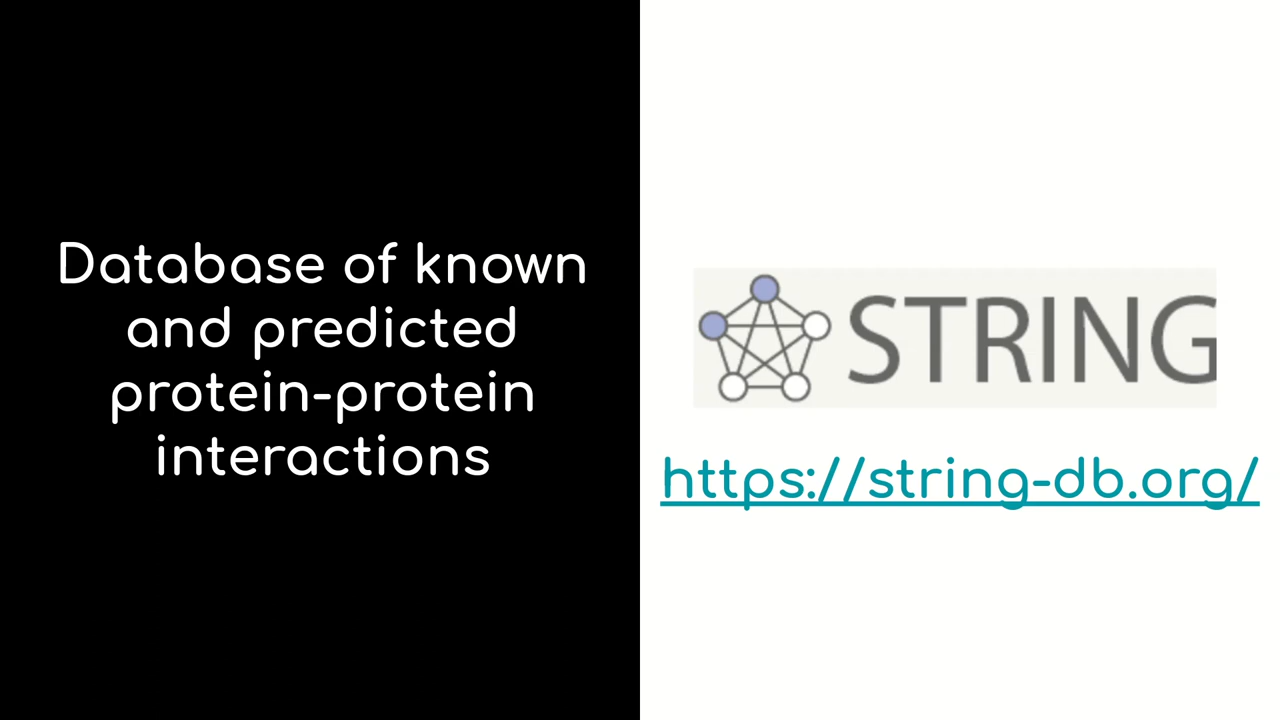 Database of known
and predicted
protein-protein
interactions
STRING
https://string-db.org/